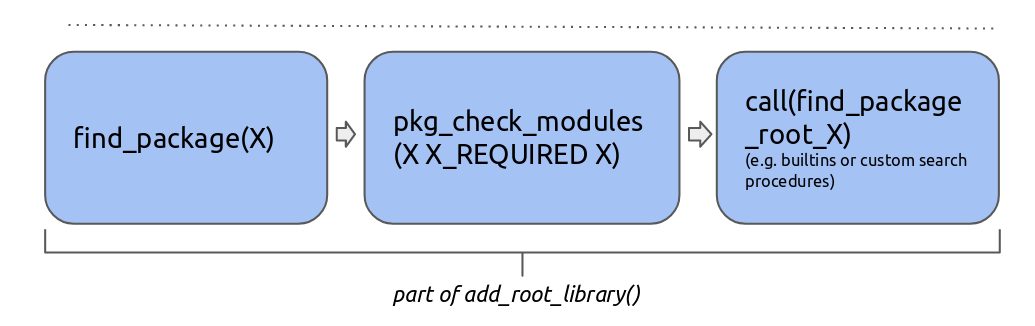 find_package(X)
pkg_check_modules
(X X_REQUIRED X)
call(find_package
_root_X)
(e.g. builtins or custom search
procedures)
part of add_root_library()